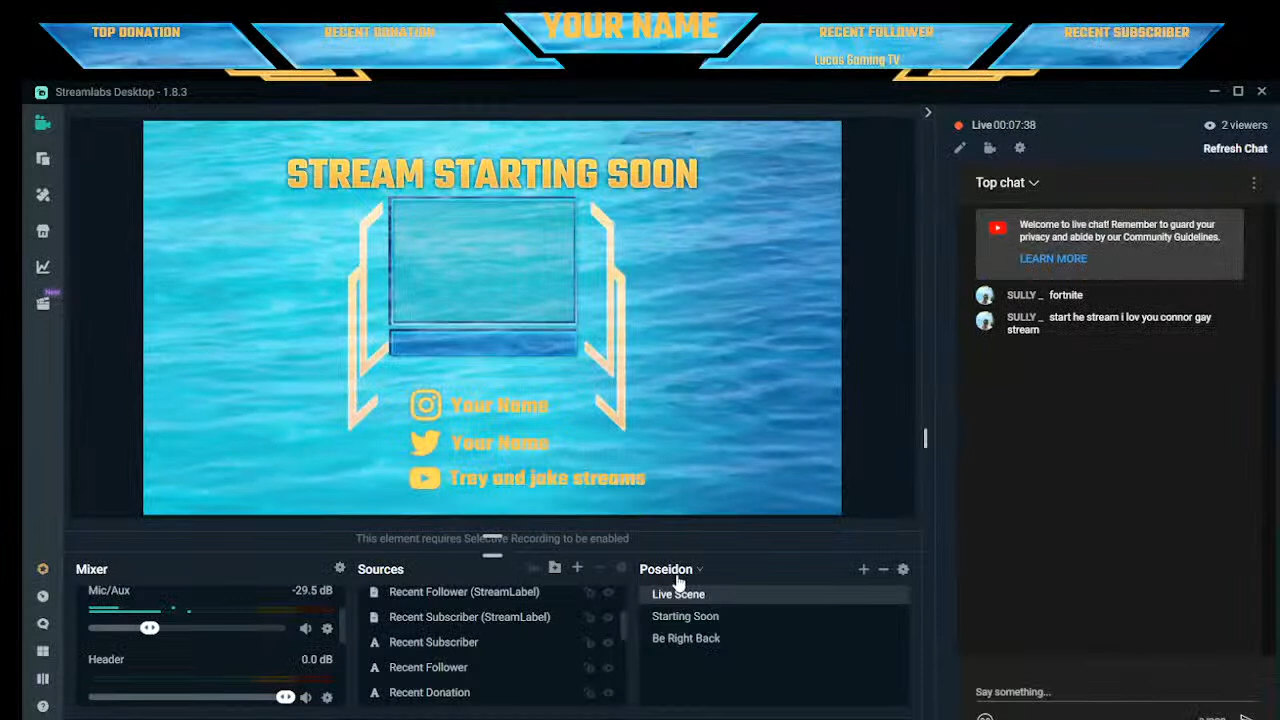 YOUR NAME
TOP DONATION
RECENT DONATION
RECENT FOLLOWER
RECENT SUBSCRIBER
Lucas Gaming TV
Streamlabs Desktop - 1.8.3
Live 00:07:38
2 viewers
Refresh Chat
STREAM STARTING SOON
Your Name
Your Name
Trey and jake streams
Top chat
Welcome to live chat! Remember to guard your
privacy and abide by our Community Guidelines.
LEARN MORE
SULLY _ fortnite
SULLY _ start he stream i lov you connor gay
stream
New
This element requires Selective Recording to be enabled
Mixer
Mic/Aux
-29.5 dB
Header
0.0 dB
Sources
Recent Follower (StreamLabel)
Recent Subscriber (StreamLabel)
Recent Subscriber
Recent Follower
Recent Donation
Poseidon
Live Scene
Starting Soon
Be Right Back
Say something...